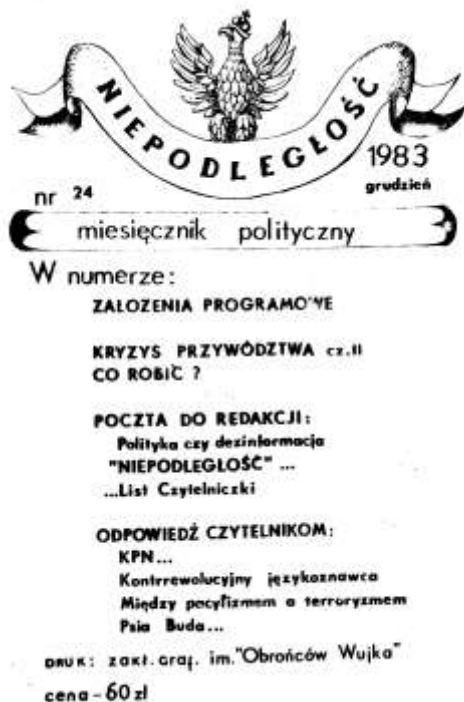 NIEPODLEGŁOŚĆ
1983
grudzień
nr 24
miesięcznik polityczny
W numerze:
ZALOZENIA PROGRAMOWE
KRYZYS PRZYWÓDZTWA cz.II
CO ROBIĆ ?
POCZTA DO REDAKCJI:
Polityka czy dezinformacja
"NIEPODLEGŁOŚĆ" ...
...List Czytelniczki
ODPOWIEDŹ CZYTELNIKOM:
KPN...
Kontrrewolucyjny językoznawca
Między pacyfizmem a terroryzmem
Psia Buda...
DRUK: zakł.graf. im."Obrońców Wujka"
cena - 60 zł